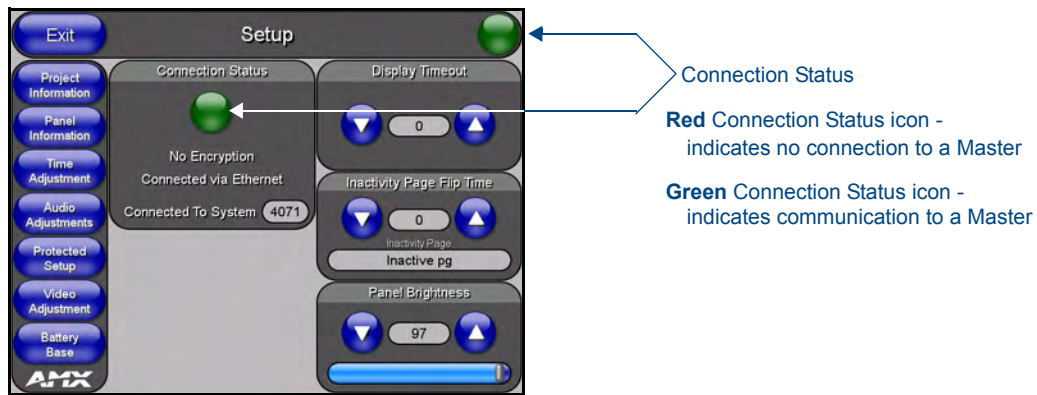 Exit
Setup
Project
Information
Panel
Information
Time
Adjustment
Audio
Adjustments
Protected
Setup
Video
Adjustment
Battery
Base
AMX
Connection Status
No Encryption
Connected via Ethernet
Connected To System 4071
Display Timeout
0
Inactivity Page Flip Time
0
Inactivity Page
Inactive pg
Panel Brightness
97
Connection Status
Red Connection Status icon -
indicates no connection to a Master
Green Connection Status icon -
indicates communication to a Master